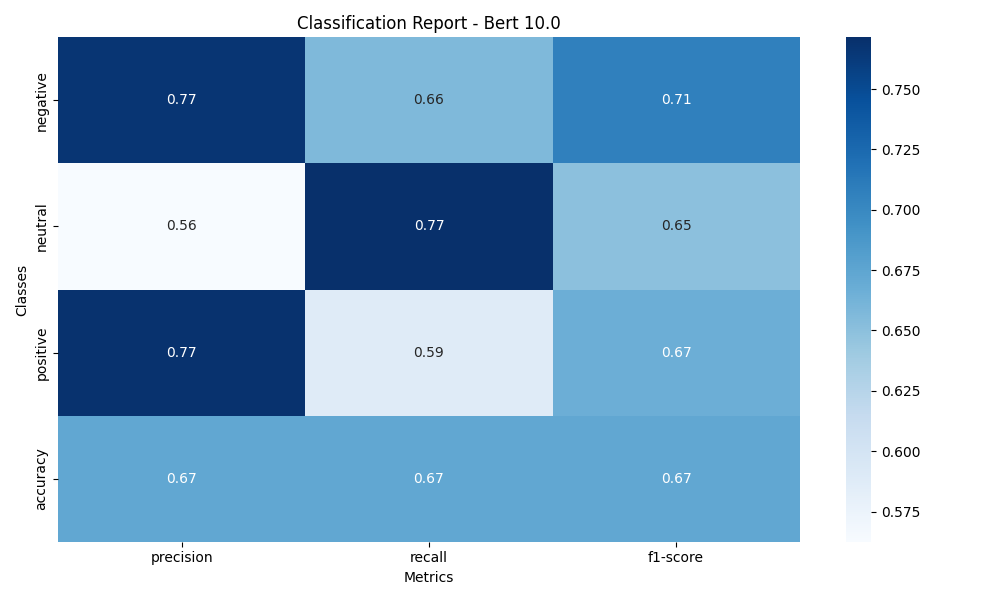 Classification Report - Bert 10.0
Classes
negative
0.77
0.66
0.71
neutral
0.56
0.77
0.65
positive
0.77
0.59
0.67
accuracy
0.67
0.67
0.67
precision
recall
f1-score
Metrics
0.750
0.725
0.700
0.675
0.650
0.625
0.600
0.575